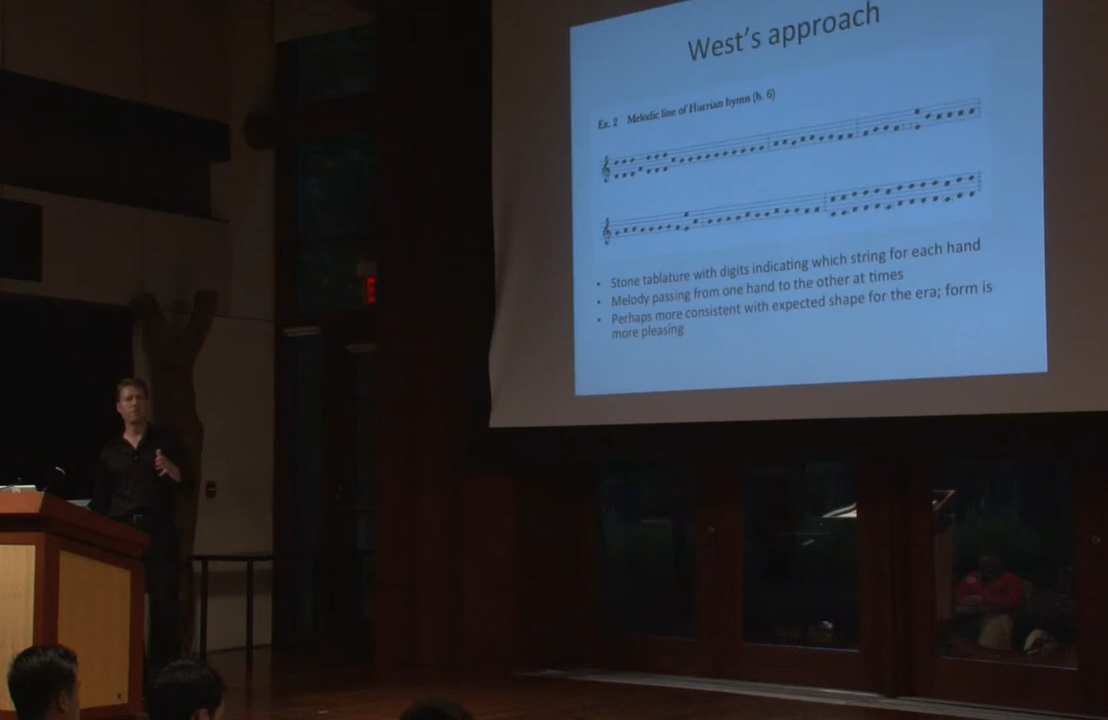 West's approach
Ex. 2 Melodic line of Hurrian hymn (h. 6)
• Stone tablature with digits indicating which string for each hand
• Melody passing from one hand to the other at times
• Perhaps more consistent with expected shape for the era; form is
more pleasing